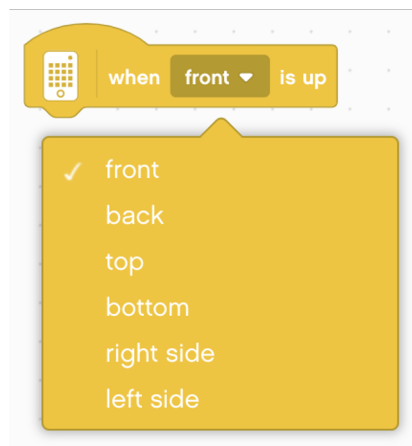 when front is up
front
back
top
bottom
right side
left side